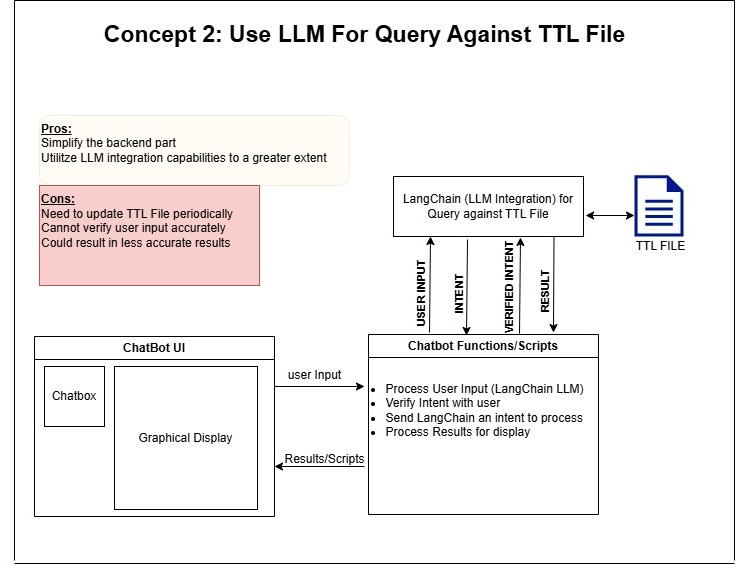 Concept 2: Use LLM For Query Against TTL File
Pros:
Simplify the backend part
Utilitze LLM integration capabilities to a greater extent
Cons:
Need to update TTL File periodically
Cannot verify user input accurately
Could result in less accurate results
LangChain (LLM Integration) for
Query against TTL File
TTL FILE
USER INPUT
INTENT
VERIFIED INTENT
RESULT
ChatBot UI
Chatbox
Graphical Display
user Input
Results/Scripts
Chatbot Functions/Scripts
• Process User Input (LangChain LLM)
• Verify Intent with user
• Send LangChain an intent to process
• Process Results for display